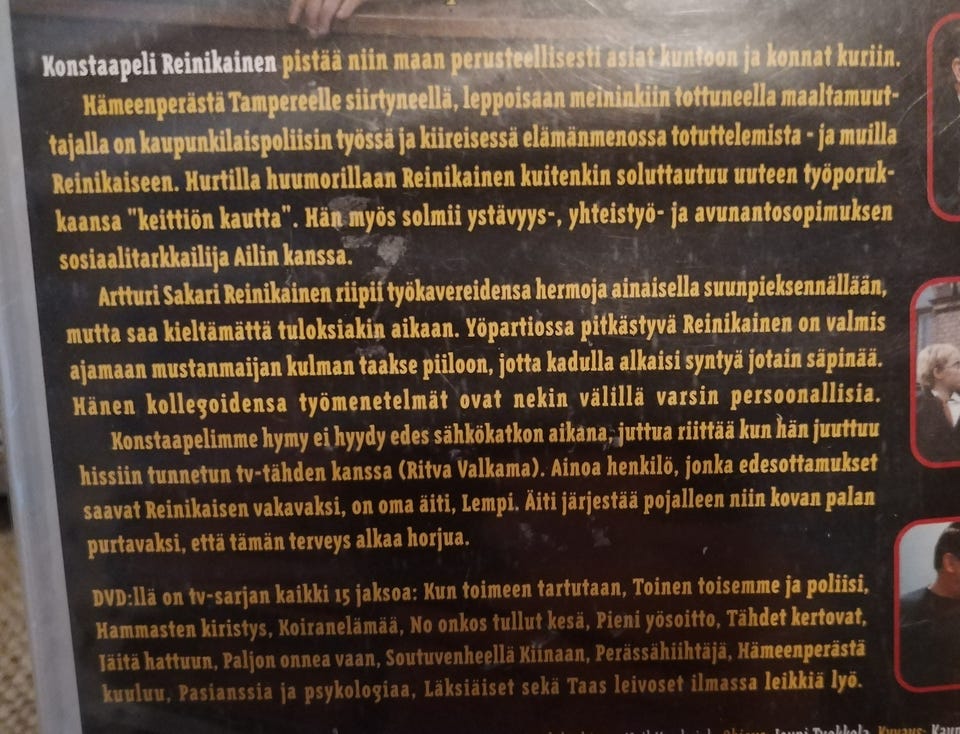 Konstaapeli Reinikainen pistää niin maan perusteellisesti asiat kuntoon ja konnat kuriin.
Hämeenperästä Tampereelle siirtyneellä, leppoisaan meininkiin tottuneella maaltamuut-
tajalla on kaupunkilaispoliisin työssä ja kiireisessä elämänmenossa totuttelemista - ja muilla
Reinikaiseen. Hurtilla huumorillaan Reinikainen kuitenkin soluttautuu uuteen työporuk-
kaansa "keittiön kautta". Hän myös solmii ystävyys-, yhteistyö- ja avunantosopimuksen
sosiaalitarkkailija Ailin kanssa.
Artturi Sakari Reinikainen riipii työkavereidensa hermoja ainaisella suunpieksennällään,
mutta saa kieltämättä tuloksiakin aikaan. Yöpartiossa pitkästyvä Reinikainen on valmis
ajamaan mustanmaijan kulman taakse piiloon, jotta kadulla alkaisi syntyä jotain säpinää.
Hänen kollegoidensa työmenetelmät ovat nekin välillä varsin persoonallisia.
Konstaapelimme hymy ei hyydy edes sähkökatkon aikana, juttua riittää kun hän juuttuu
hissiin tunnetun tv-tähden kanssa (Ritva Valkama). Ainoa henkilö, jonka edesottamukset
saavat Reinikaisen vakavaksi, on oma äiti, Lempi. Äiti järjestää pojalleen niin kovan palan
purtavaksi, että tämän terveys alkaa horjua.
DVD:llä on tv-sarjan kaikki 15 jaksoa: Kun toimeen tartutaan, Toinen toisemme ja poliisi,
Hammasten kiristys, Koiranelämää, No onkos tullut kesä, Pieni yösoitto, Tähdet kertovat,
Jäitä hattuun, Paljon onnea vaan, Soutuvenheellä Kiinaan, Perässähiihtäjä, Hämeenperästä
kuuluu, Pasianssia ja psykologiaa, Läksiäiset sekä Taas leivoset ilmassa leikkiä lyö.